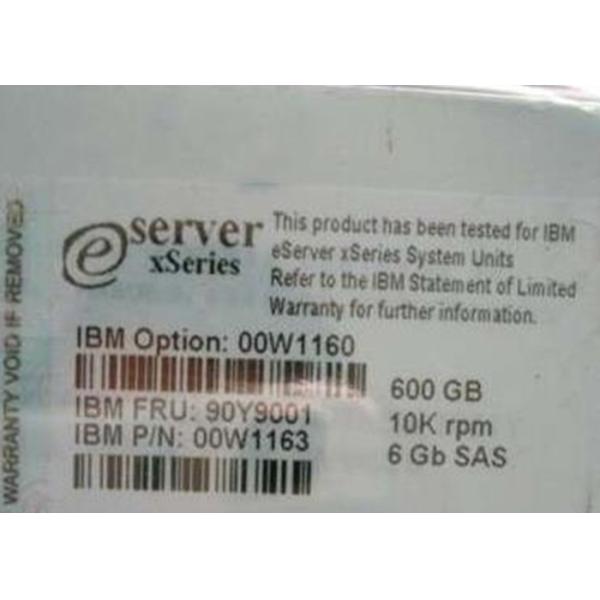 WARRANTY VOID IF REMOVED
eserver
xSeries
This product has been tested for IBM
eServer xSeries System Units
Refer to the IBM Statement of Limited
Warranty for further information.
IBM Option: 00W1160
IBM FRU: 90Y9001
IBM P/N: 00W1163
600 GB
10K rpm
6 Gb SAS